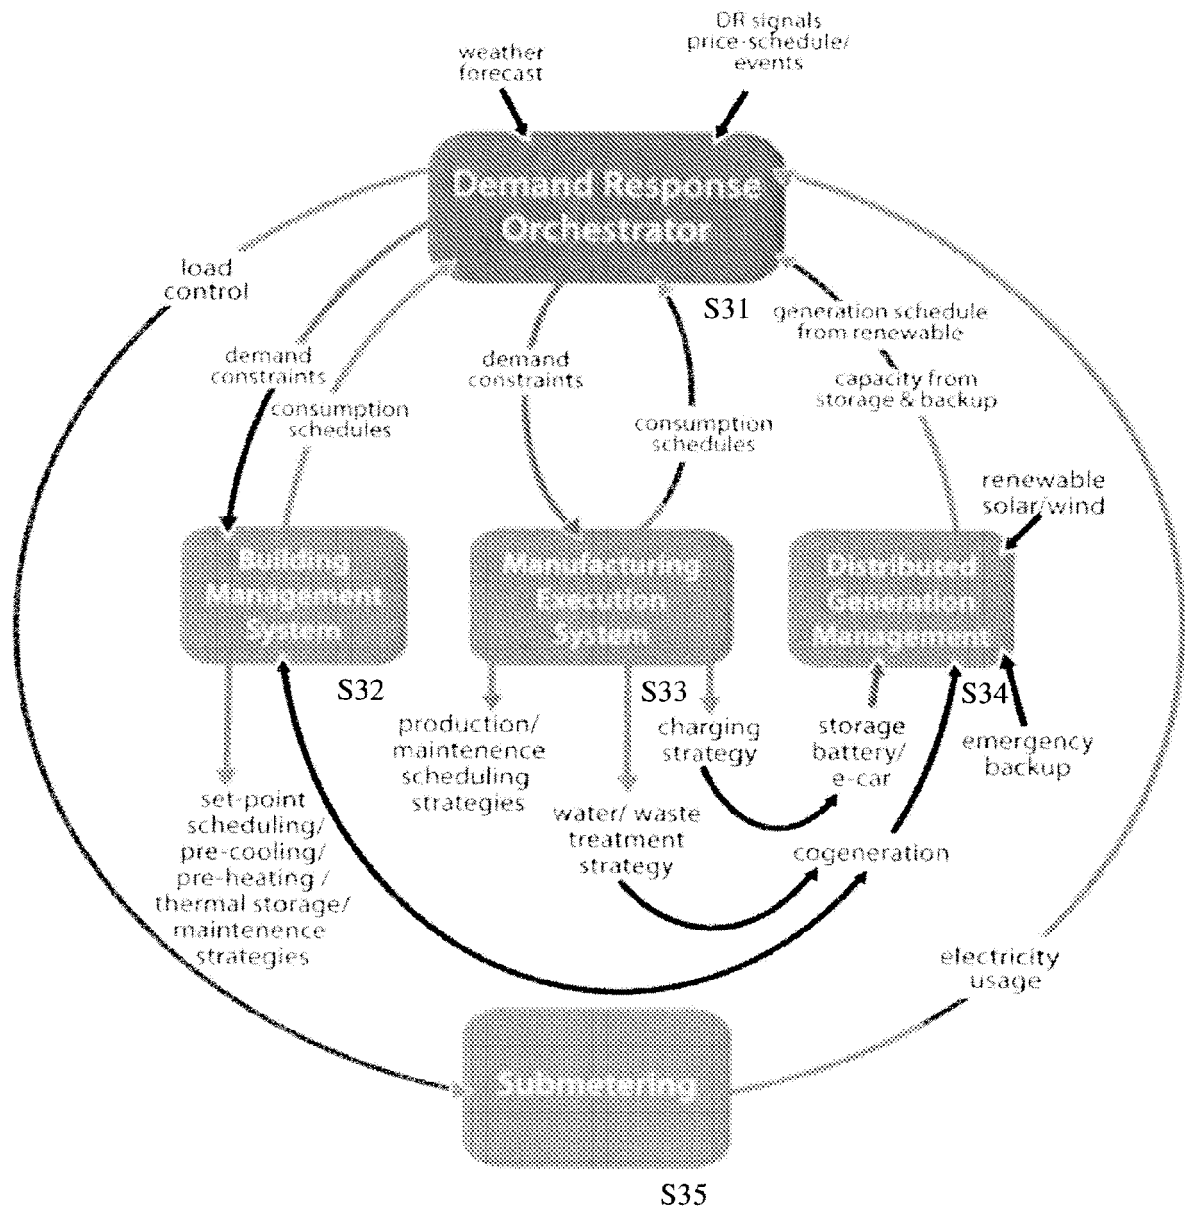 weather
forecast
DR signals
price-schedule/
events
Demand Response
Orchestrator
S31
load
control
demand
constraints
consumption
schedules
demand
constraints
consumption
schedules
generation schedule
from renewable
capacity from
storage & backup
renewable
solar/wind
Building
Management
System
S32
Manufacturing
Execution
System
S33
Distributed
Generation
Management
S34
set-point
scheduling/
pre-cooling/
pre-heating /
thermal storage/
maintenence
strategies
production/
maintenence
scheduling
strategies
water/ waste
treatment
strategy
charging
strategy
storage
battery/
e-car
emergency
backup
cogeneration
electricity
usage
Submetering
S35